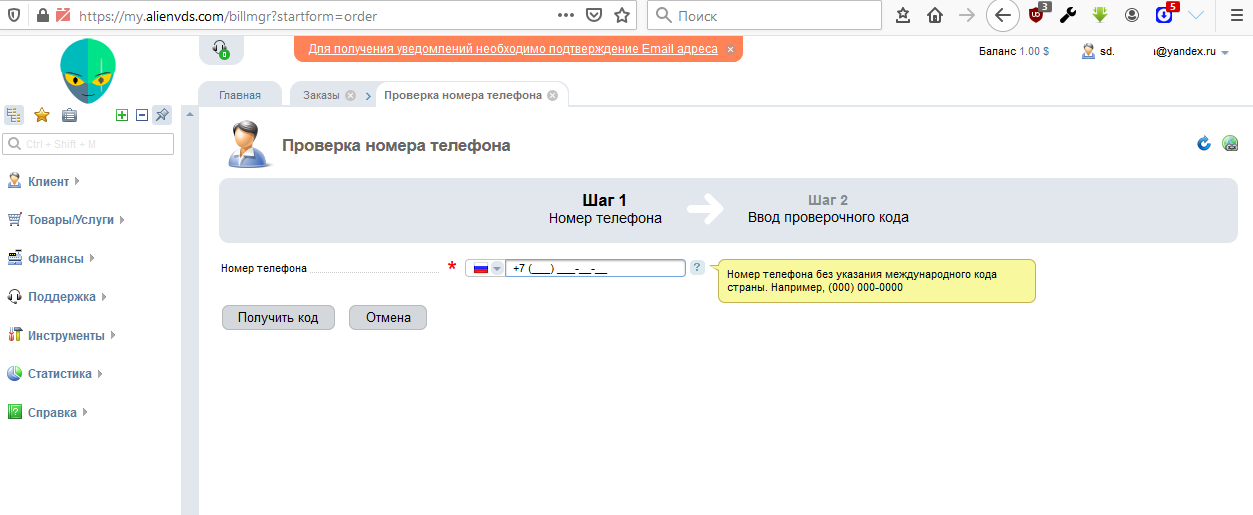 https://my.alienvds.com/billmgr?startform=order
Поиск
3
5
0
Для получения уведомлений необходимо подтверждение Email адреса ×
Баланс 1.00 $
sd.
@yandex.ru
Главная
Заказы
Проверка номера телефона
Ctrl + Shift + M
Проверка номера телефона
Клиент
Товары/Услуги
Финансы
Поддержка
Инструменты
Статистика
Справка
Шаг 1
Номер телефона
Шаг 2
Ввод проверочного кода
Номер телефона * +7 (___) ___-__-__ ?
Номер телефона без указания международного кода
страны. Например, (000) 000-0000
Получить код
Отмена